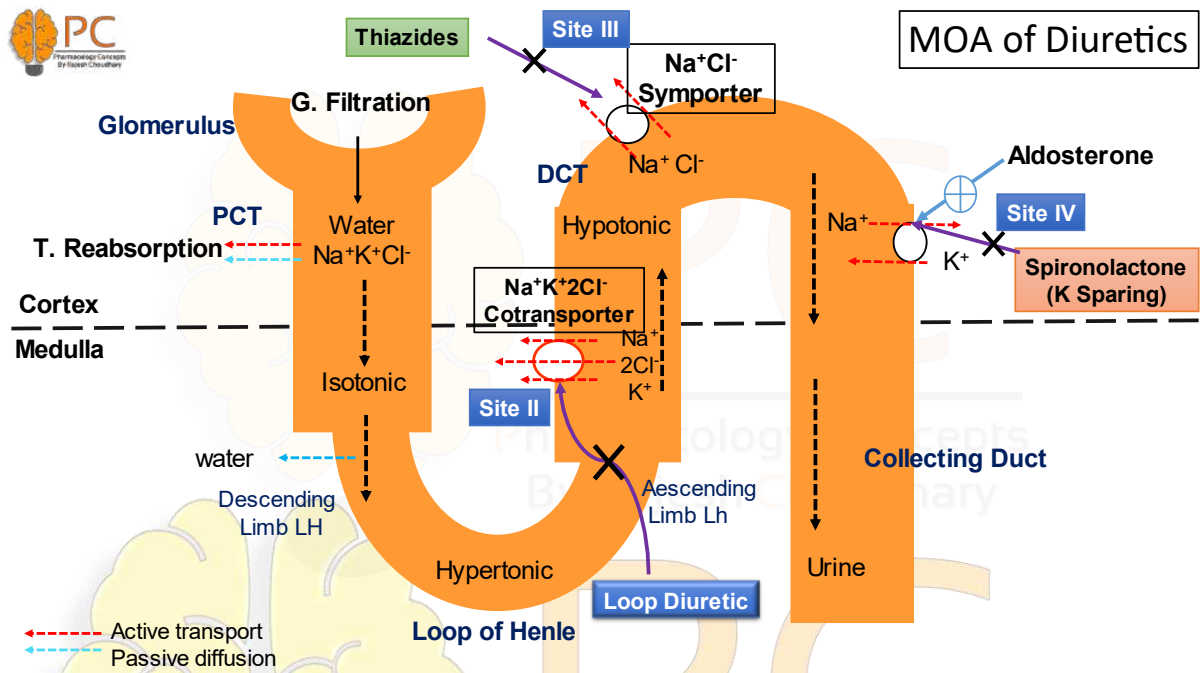 PC
Pharmacology Concepts
By Rajesh Choudhary
MOA of Diuretics
Thiazides
Site III
Na⁺Cl⁻
Symporter
G. Filtration
Glomerulus
Na⁺ Cl⁻
DCT
Aldosterone
PCT
Water
Na⁺K⁺Cl⁻
T. Reabsorption
Hypotonic
Na⁺
Site IV
K⁺
Spironolactone
(K Sparing)
Na⁺K⁺2Cl⁻
Cotransporter
Cortex
Medulla
Na⁺
2Cl⁻
K⁺
Isotonic
Site II
water
Descending
Limb LH
Aescending
Limb Lh
Collecting Duct
Hypertonic
Urine
Loop Diuretic
Loop of Henle
Active transport
Passive diffusion